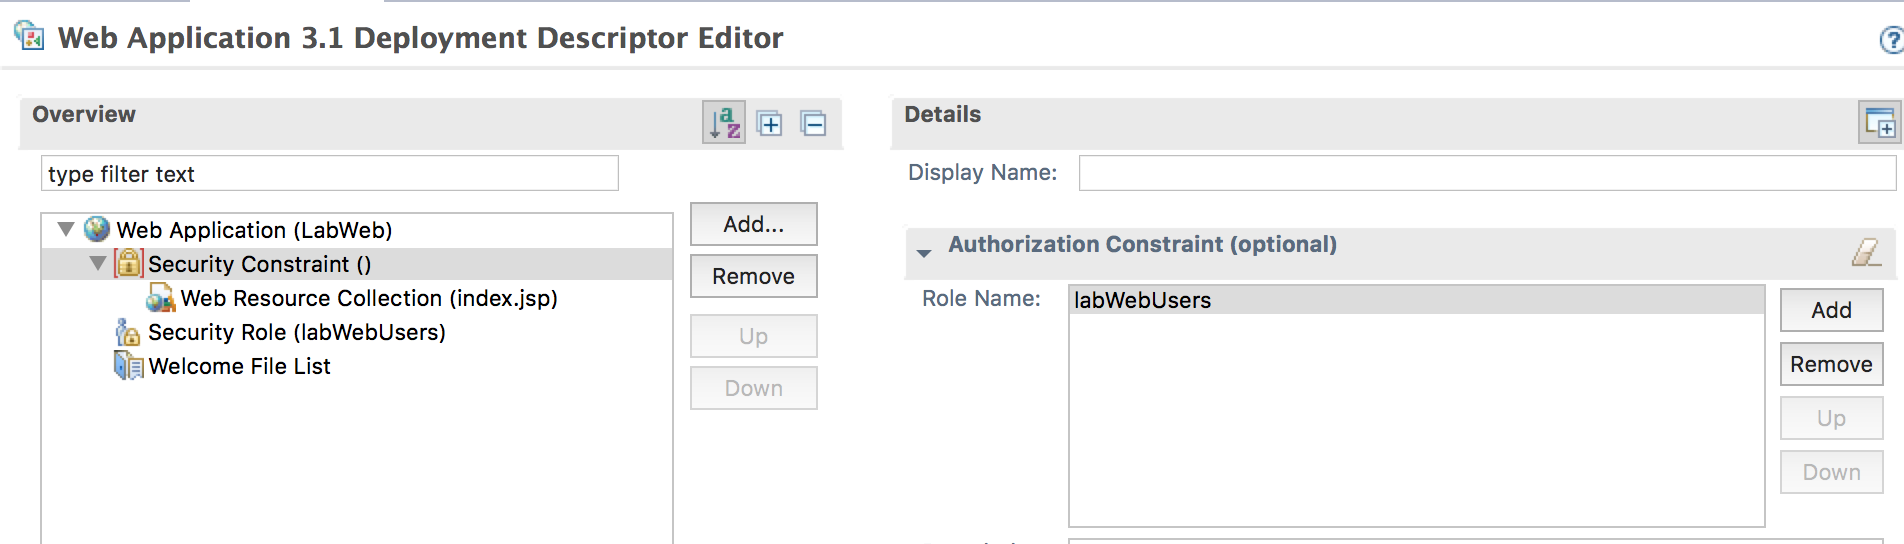 Web Application 3.1 Deployment Descriptor Editor
Overview
type filter text
Web Application (LabWeb)
Security Constraint ()
Web Resource Collection (index.jsp)
Security Role (labWebUsers)
Welcome File List
Add...
Remove
Up
Down
Details
Display Name:
Authorization Constraint (optional)
Role Name:
labWebUsers
Add
Remove
Up
Down